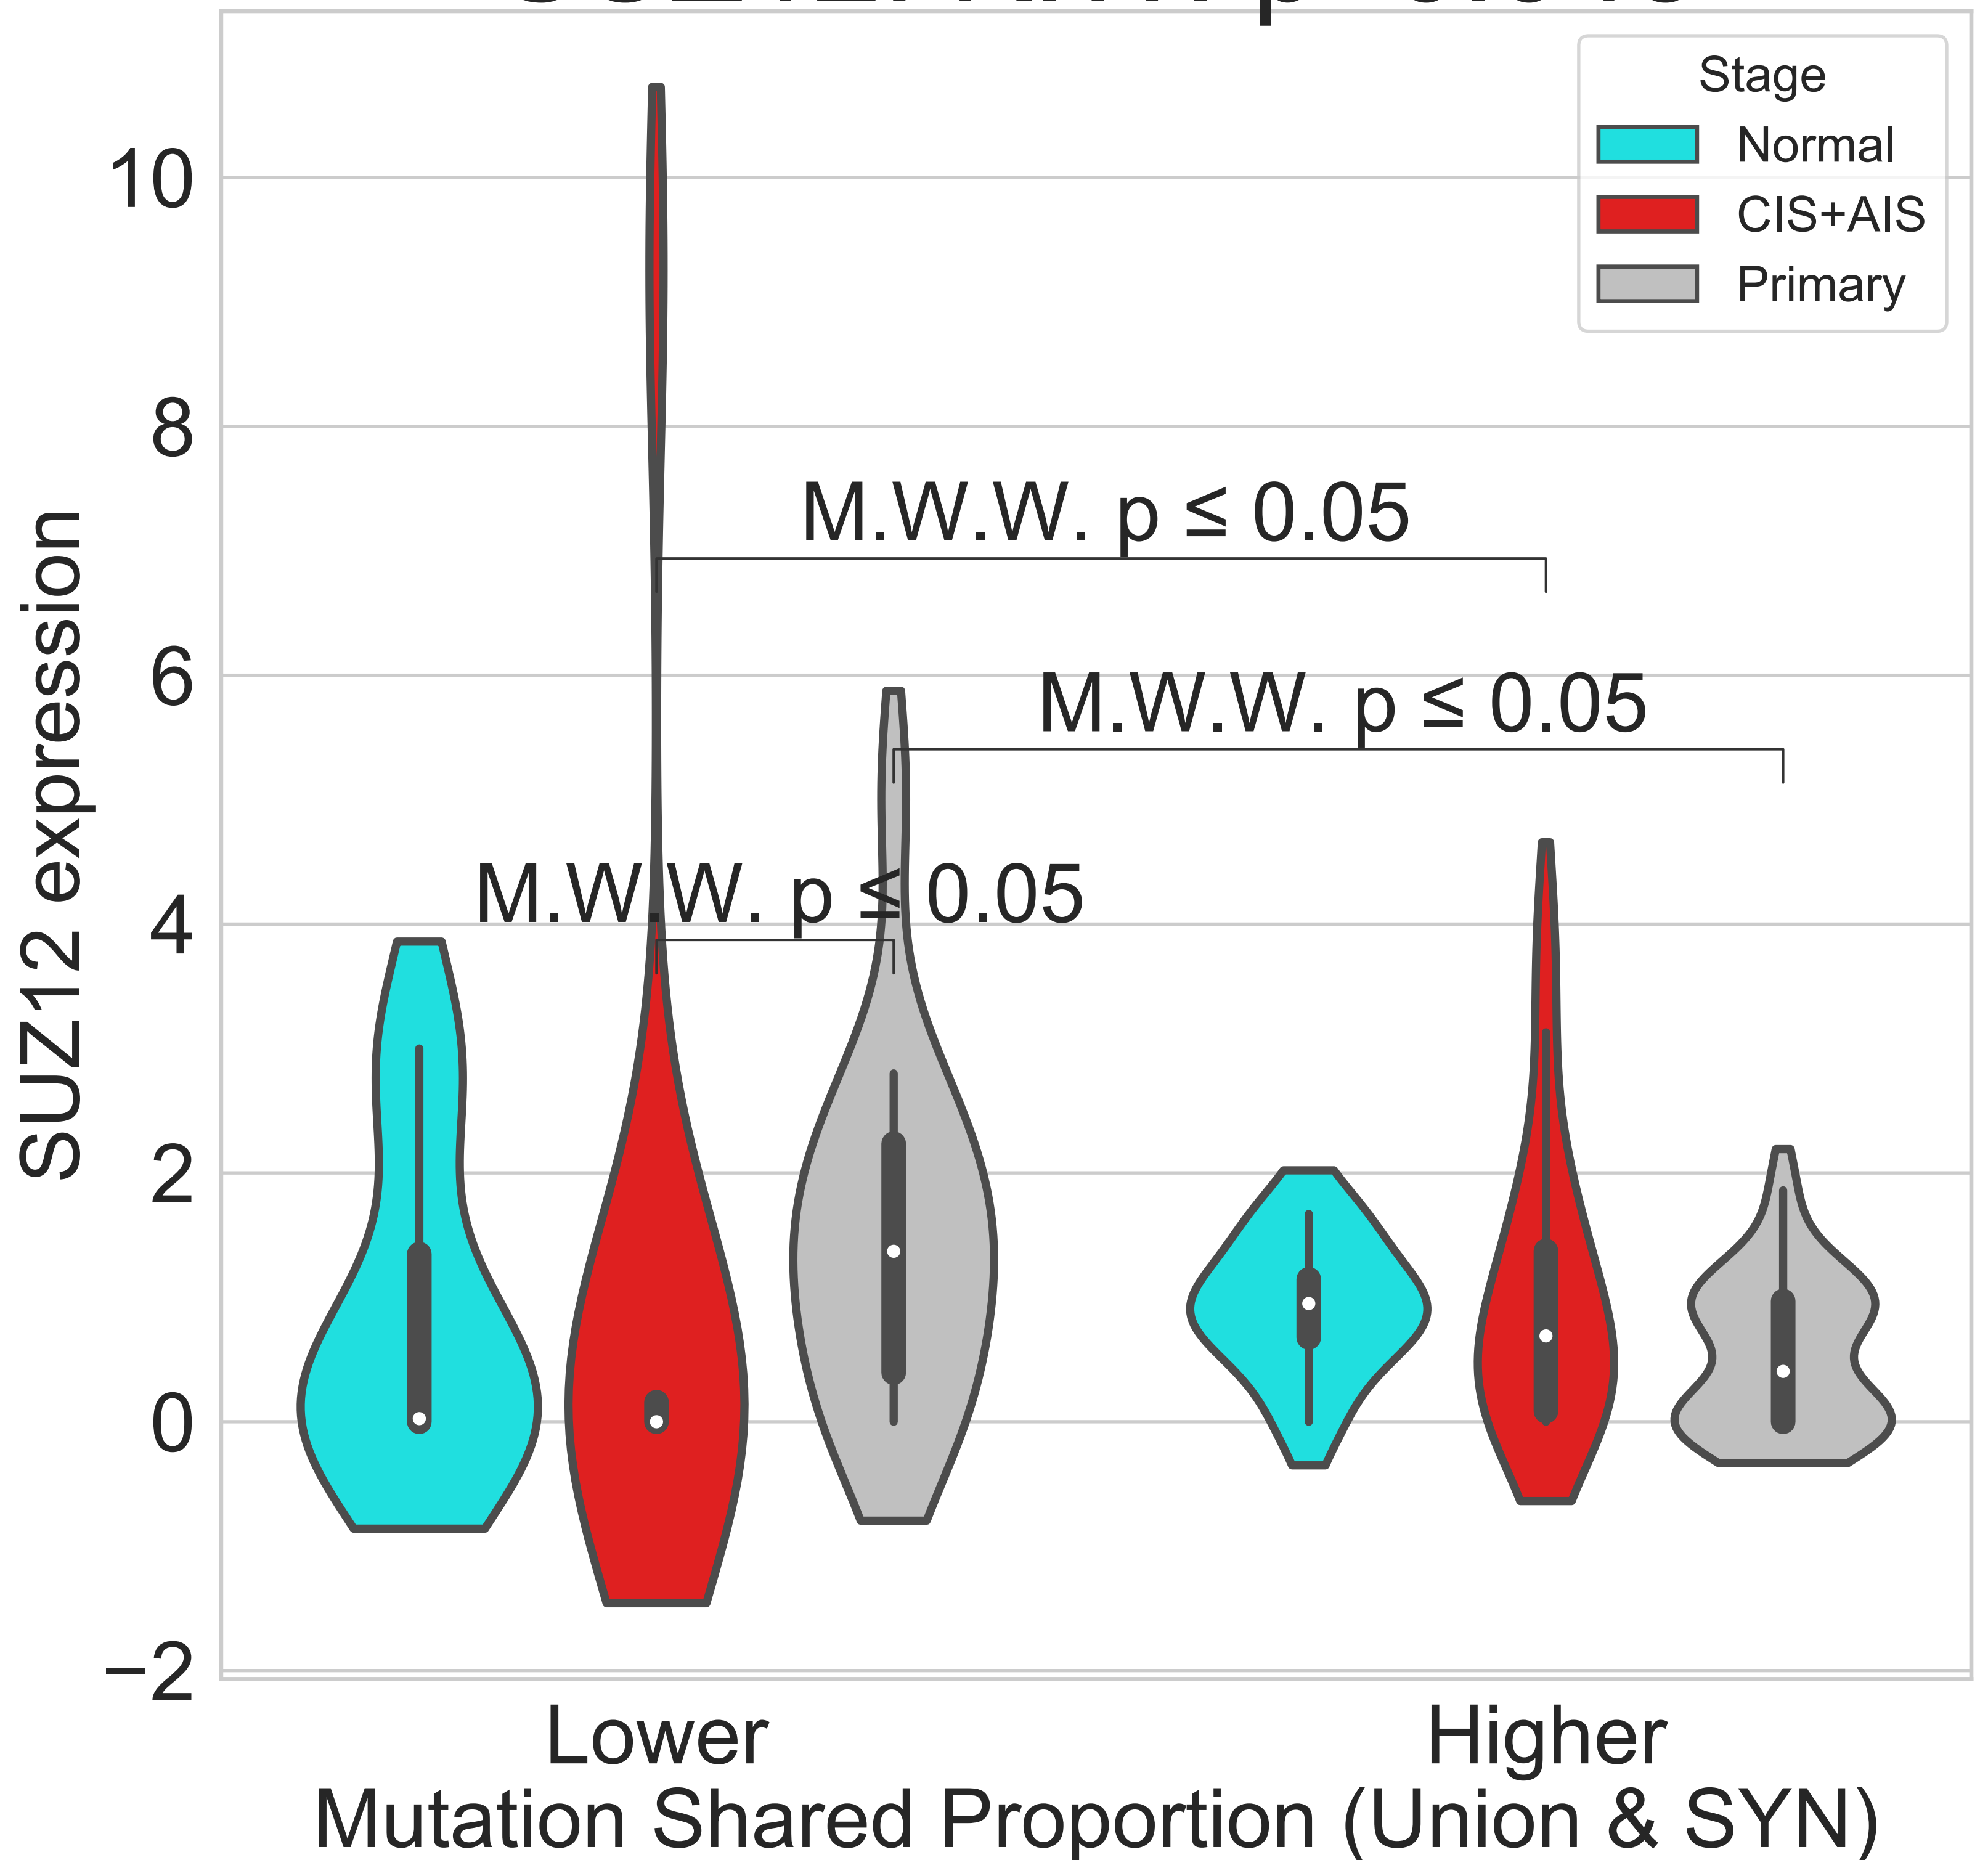 Stage
Normal
CIS+AIS
Primary
10
8
6
4
2
0
−2
SUZ12 expression
M.W.W. p ≤ 0.05
M.W.W. p ≤ 0.05
M.W.W. p ≤ 0.05
Lower
Higher
Mutation Shared Proportion (Union & SYN)